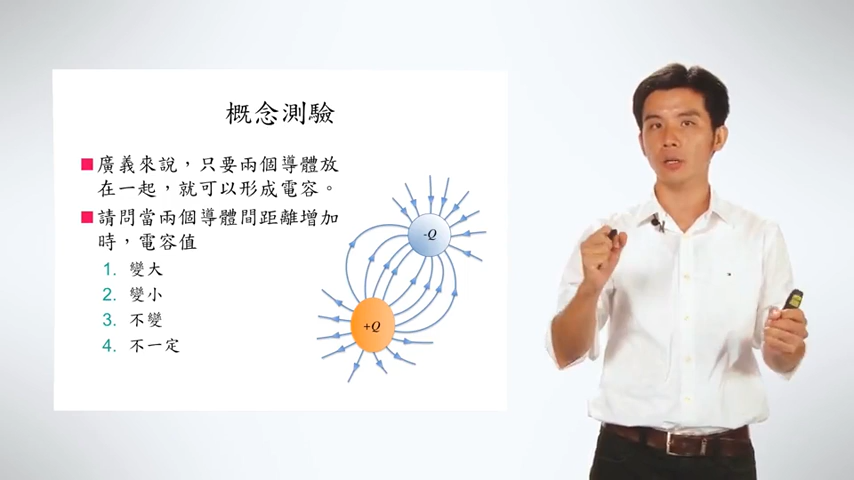 概念測驗
廣義來說，只要兩個導體放
在一起，就可以形成電容。
請問當兩個導體間距離增加
時，電容值
1. 變大
2. 變小
3. 不變
4. 不一定
-Q
+Q